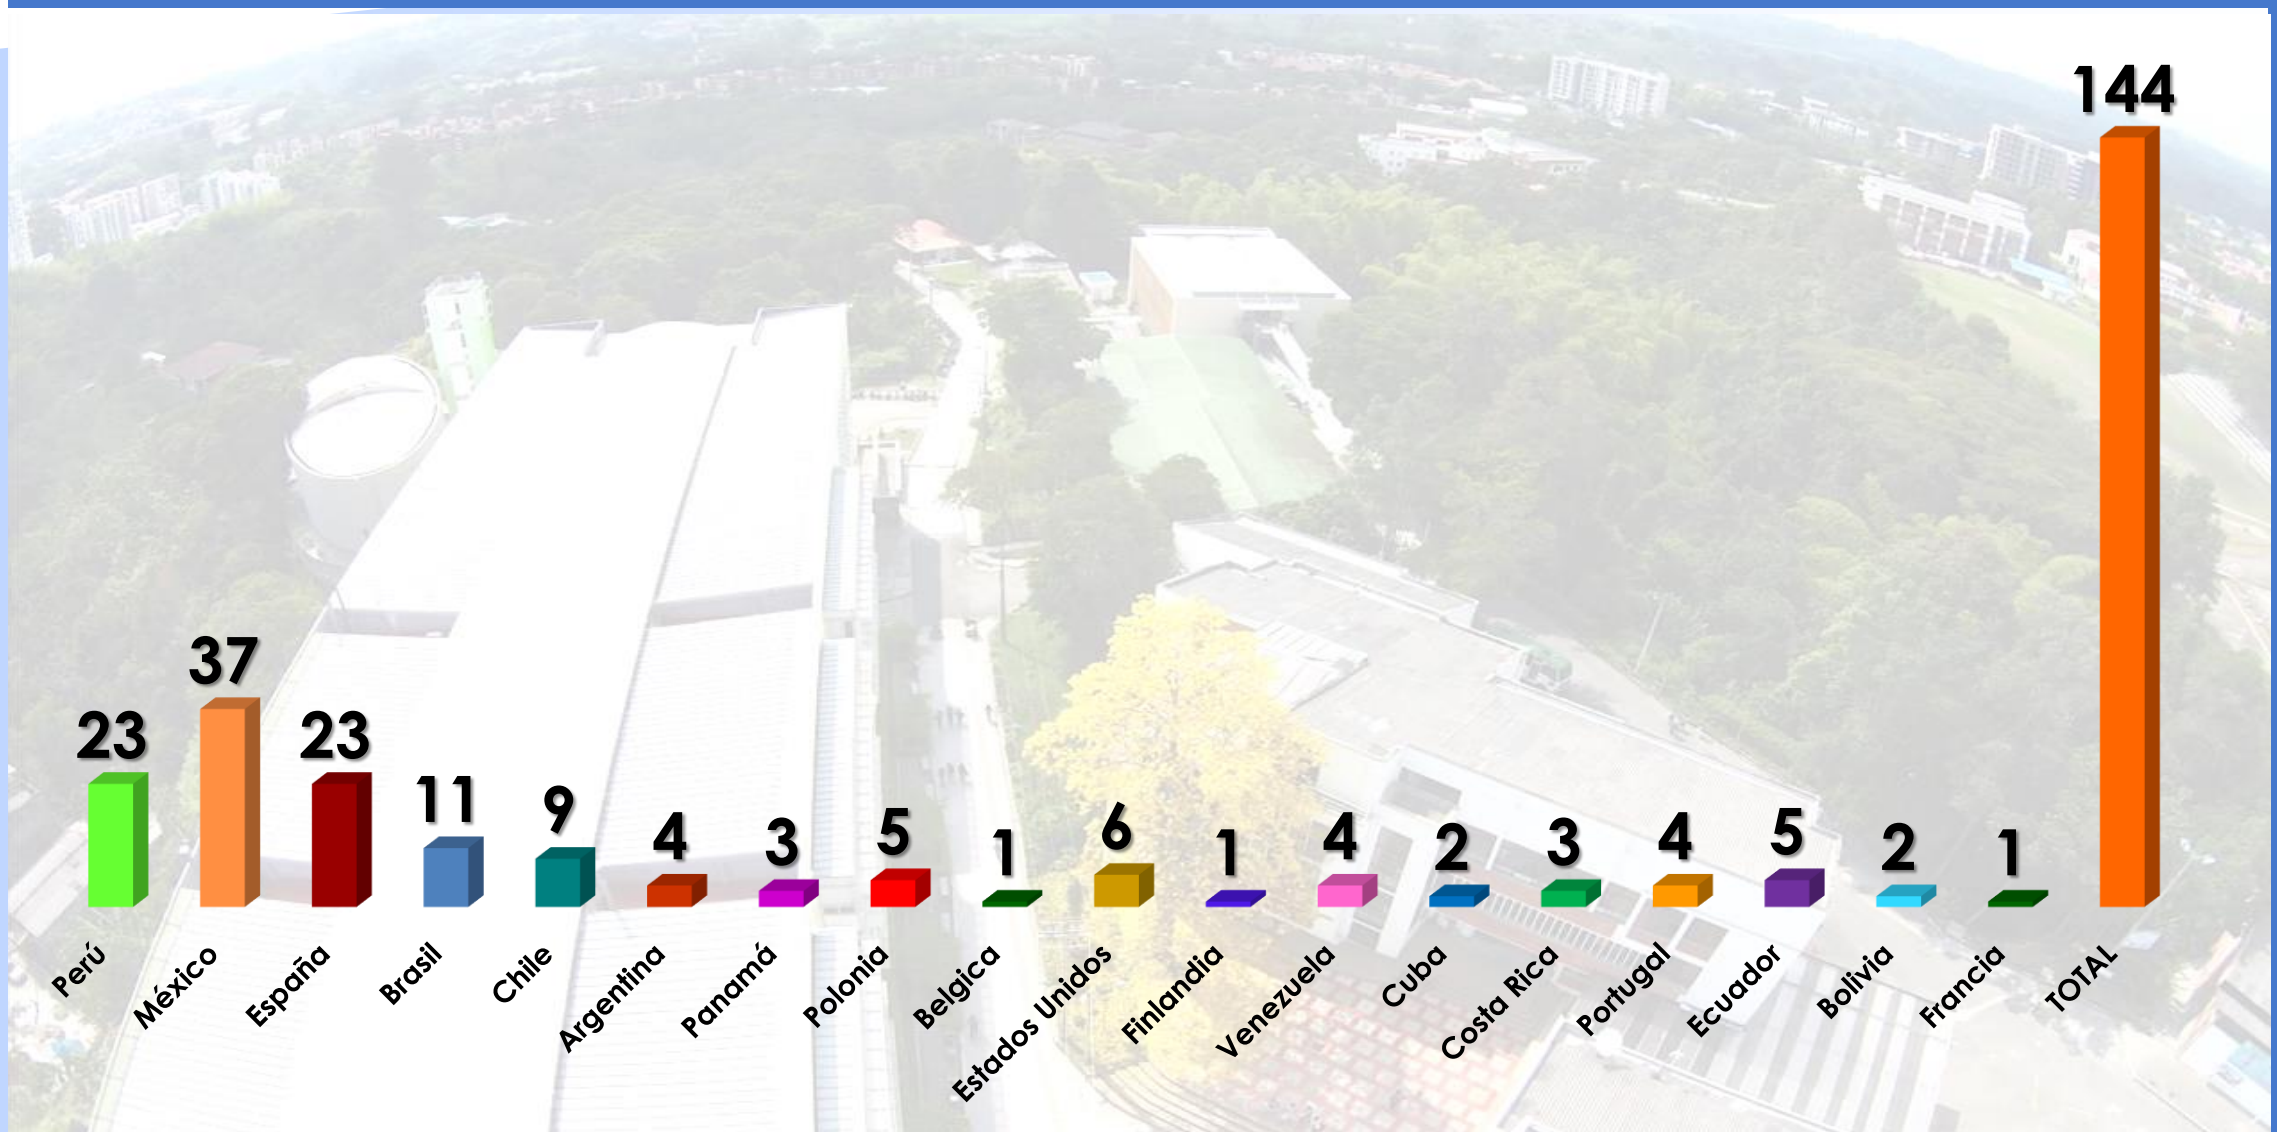 144
37
23
23
11
9
4
3
5
1
6
1
4
2
3
4
5
2
1
Perú
México
España
Brasil
Chile
Argentina
Panamá
Polonia
Belgica
Estados Unidos
Finlandia
Venezuela
Cuba
Costa Rica
Portugal
Ecuador
Bolivia
Francia
TOTAL